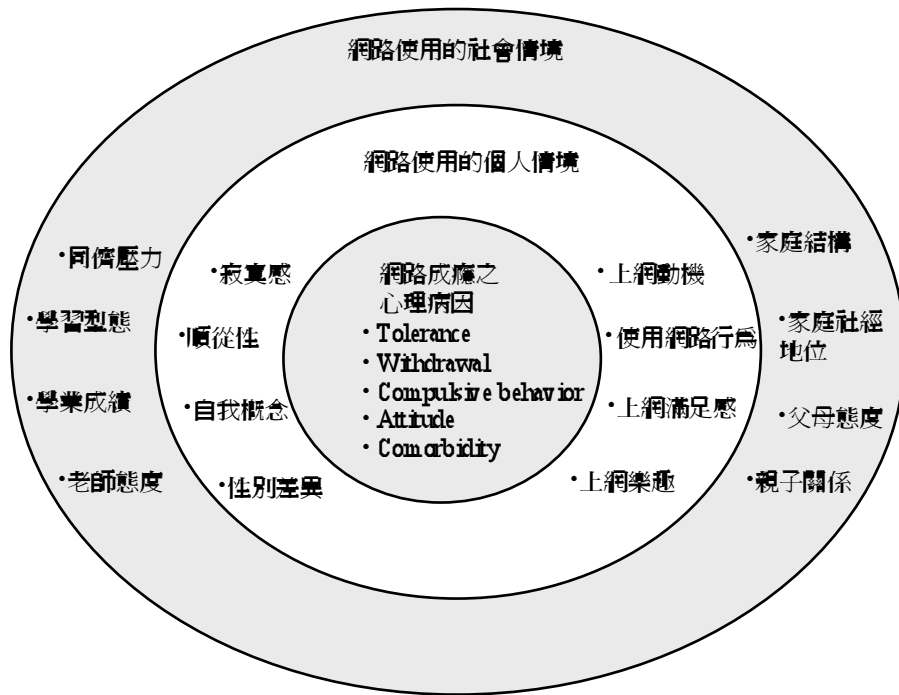 網路使用的社會情境
網路使用的個人情境
•同儕壓力
•學習型態
•學業成績
•老師態度
•寂寞感
•順從性
•自我概念
•性別差異
網路成癮之
心理病因
• Tolerance
• Withdrawal
• Compulsive behavior
• Attitude
• Comorbidity
•上網動機
•使用網路行為
•上網滿足感
•上網樂趣
•家庭結構
•家庭社經
地位
•父母態度
•親子關係